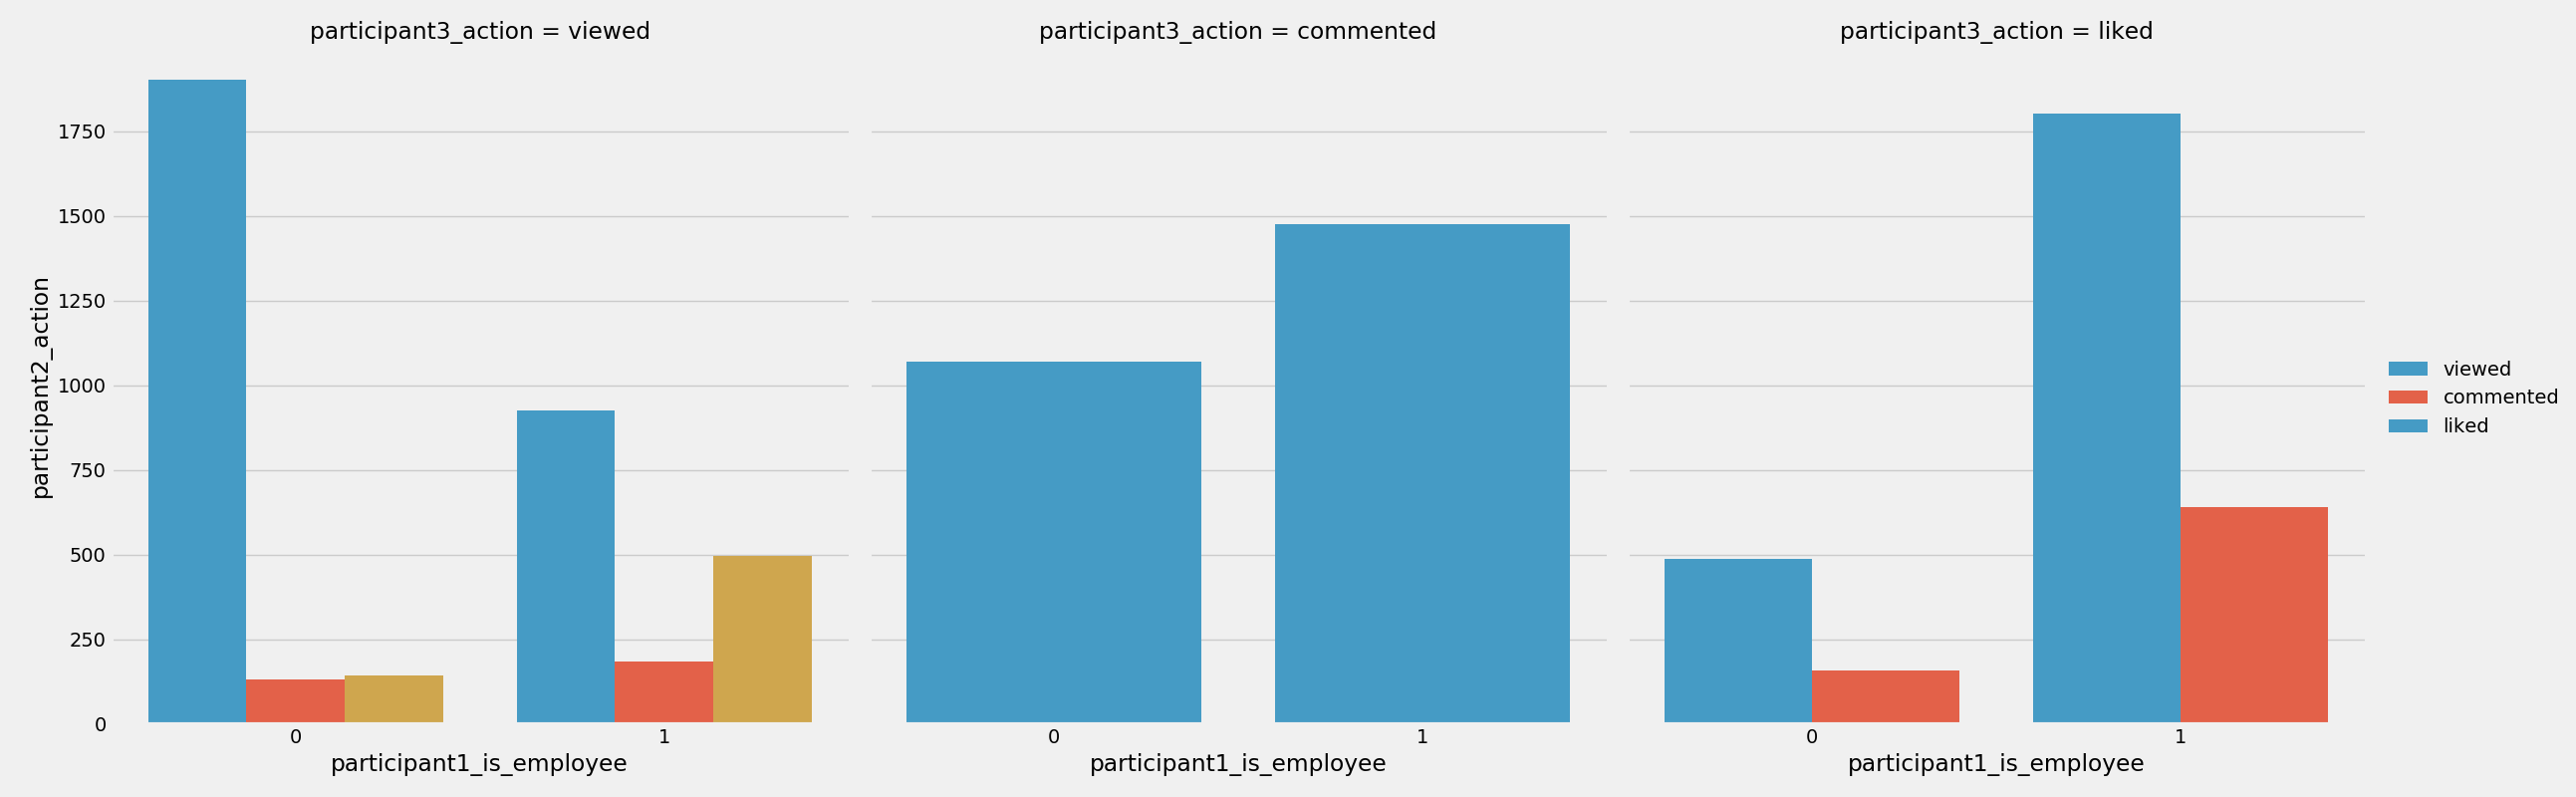 participant3_action = viewed
participant3_action = commented
participant3_action = liked
participant2_action
1750
1500
1250
1000
750
500
250
0
0
1
0
1
0
1
participant1_is_employee
participant1_is_employee
participant1_is_employee
viewed
commented
liked